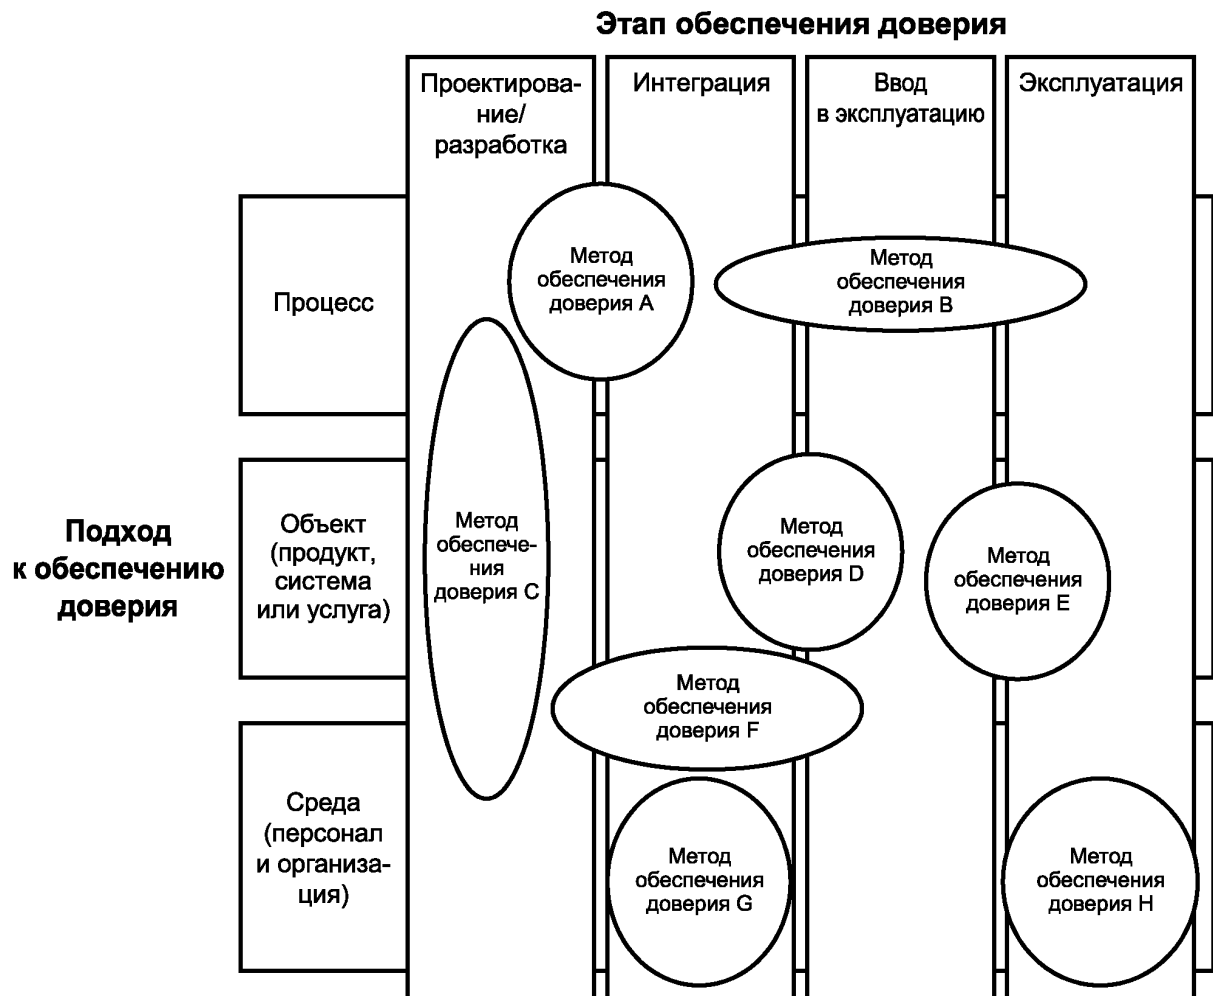 Этап обеспечения доверия
Проектирова-
ние/
разработка
Интеграция
Ввод
в эксплуатацию
Эксплуатация
Процесс
Метод
обеспечения
доверия A
Метод
обеспечения
доверия B
Подход
к обеспечению
доверия
Объект
(продукт,
система
или услуга)
Метод
обеспече-
ния
доверия C
Метод
обеспечения
доверия D
Метод
обеспечения
доверия E
Метод
обеспечения
доверия F
Среда
(персонал
и организа-
ция)
Метод
обеспечения
доверия G
Метод
обеспечения
доверия H